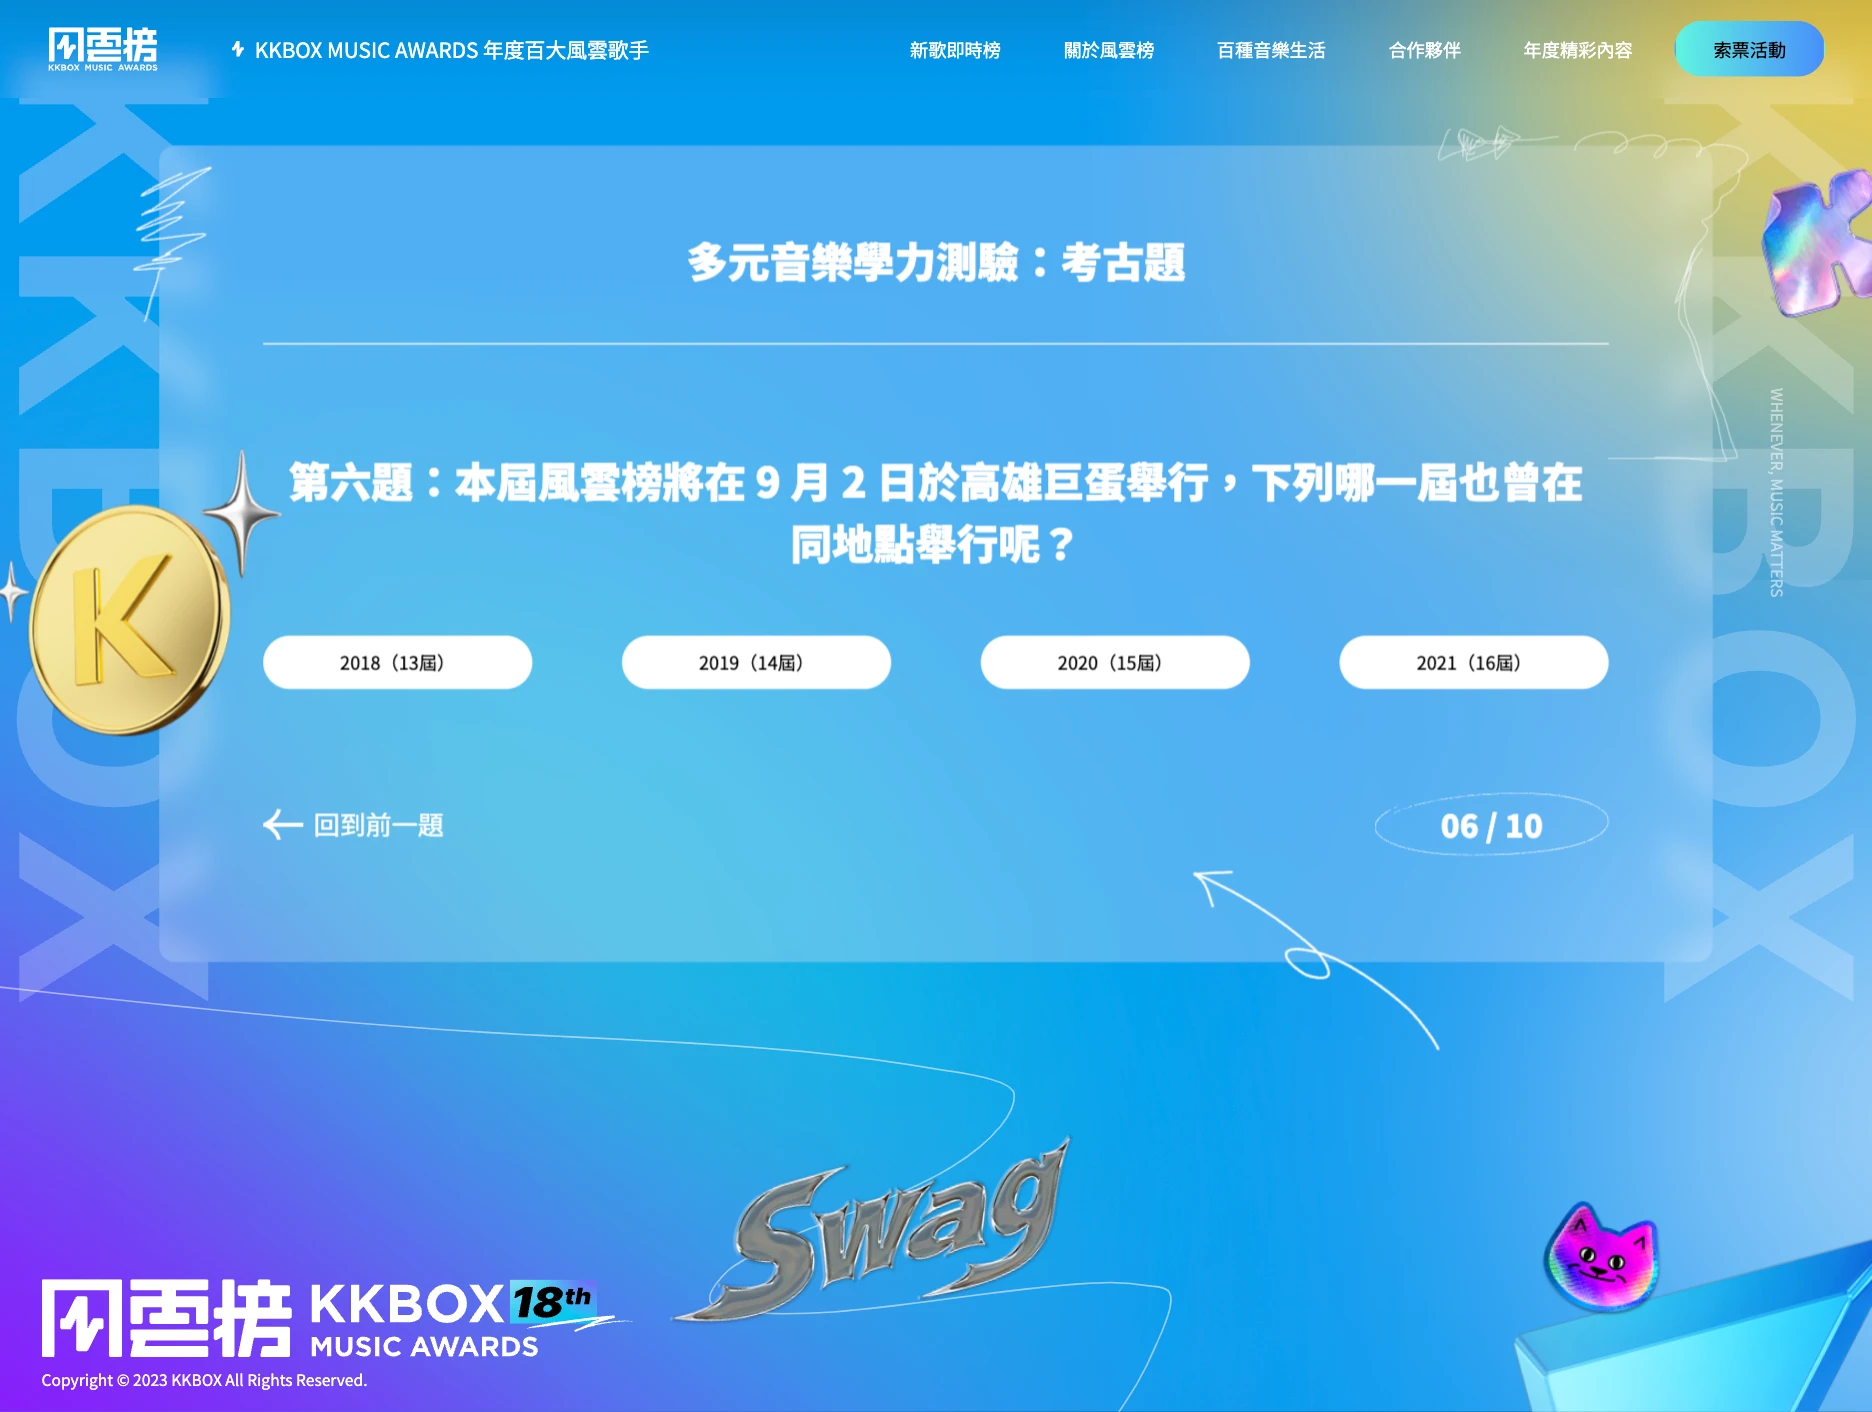 風雲榜
KKBOX MUSIC AWARDS
KKBOX MUSIC AWARDS 年度百大風雲歌手
新歌即時榜
關於風雲榜
百種音樂生活
合作夥伴
年度精彩內容
索票活動
KKBOX
KKBOX
K
WHENEVER, MUSIC MATTERS
多元音樂學力測驗：考古題
第六題：本屆風雲榜將在 9 月 2 日於高雄巨蛋舉行，下列哪一屆也曾在
同地點舉行呢？
K
2018（13屆）
2019（14屆）
2020（15屆）
2021（16屆）
回到前一題
06 / 10
Swag
風雲榜
KKBOX 18th
MUSIC AWARDS
Copyright © 2023 KKBOX All Rights Reserved.